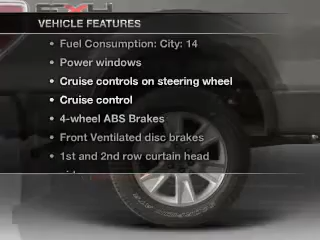 VEHICLE FEATURES
• Fuel Consumption: City: 14
• Power windows
• Cruise controls on steering wheel
• Cruise control
• 4-wheel ABS Brakes
• Front Ventilated disc brakes
• 1st and 2nd row curtain head